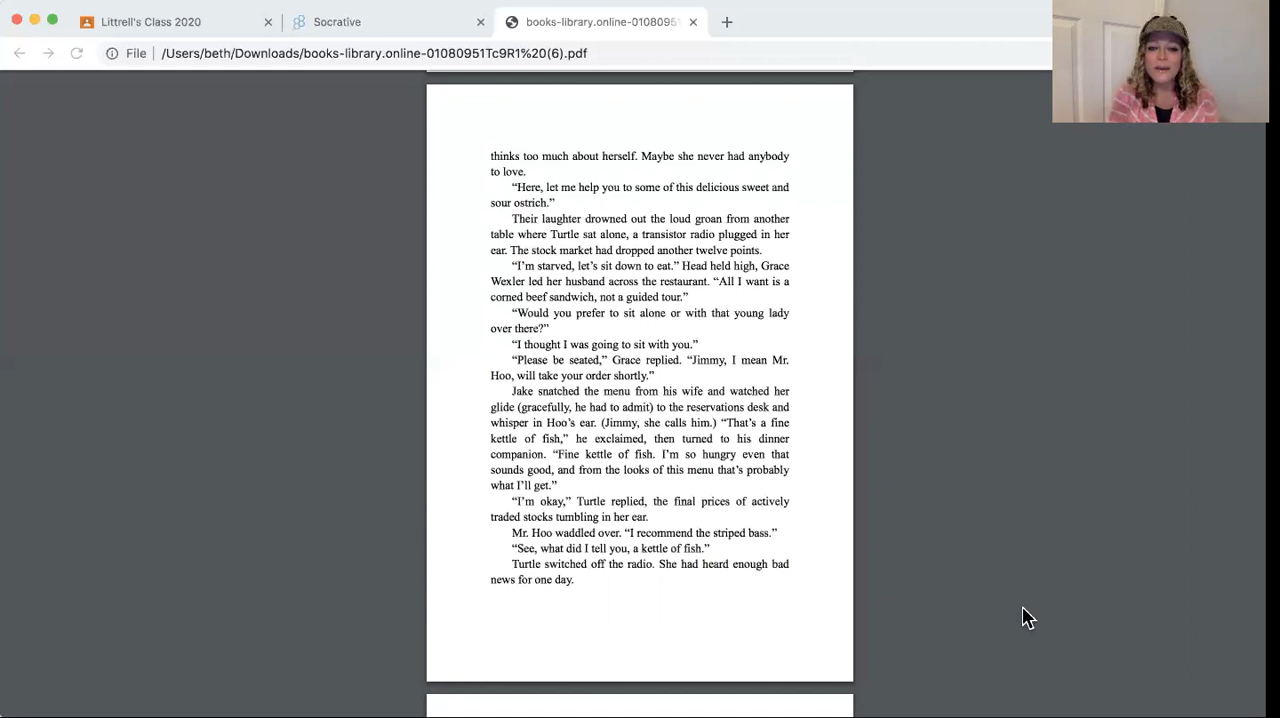 Littrell's Class 2020
Socrative
books-library.online-01080951
File
/Users/beth/Downloads/books-library.online-01080951Tc9R1%20(6).pdf
thinks too much about herself. Maybe she never had anybody
to love.
“Here, let me help you to some of this delicious sweet and
sour ostrich.”
Their laughter drowned out the loud groan from another
table where Turtle sat alone, a transistor radio plugged in her
ear. The stock market had dropped another twelve points.
“I’m starved, let’s sit down to eat.” Head held high, Grace
Wexler led her husband across the restaurant. “All I want is a
corned beef sandwich, not a guided tour.”
“Would you prefer to sit alone or with that young lady
over there?”
“I thought I was going to sit with you.”
“Please be seated,” Grace replied. “Jimmy, I mean Mr.
Hoo, will take your order shortly.”
Jake snatched the menu from his wife and watched her
glide (gracefully, he had to admit) to the reservations desk and
whisper in Hoo’s ear. (Jimmy, she calls him.) “That’s a fine
kettle of fish,” he exclaimed, then turned to his dinner
companion. “Fine kettle of fish. I’m so hungry even that
sounds good, and from the looks of this menu that’s probably
what I’ll get.”
“I’m okay,” Turtle replied, the final prices of actively
traded stocks tumbling in her ear.
Mr. Hoo waddled over. “I recommend the striped bass.”
“See, what did I tell you, a kettle of fish.”
Turtle switched off the radio. She had heard enough bad
news for one day.